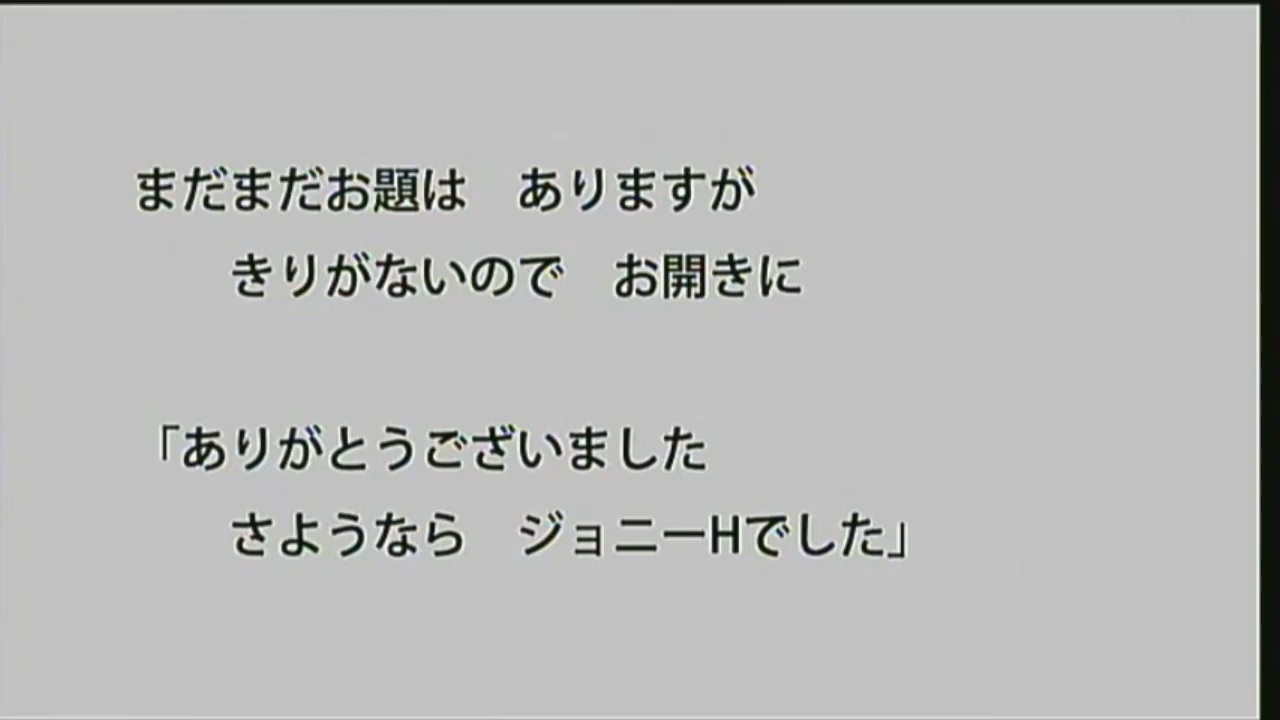 まだまだお題は　ありますが
きりがないので　お開きに
「ありがとうございました
さようなら　ジョニーHでした」